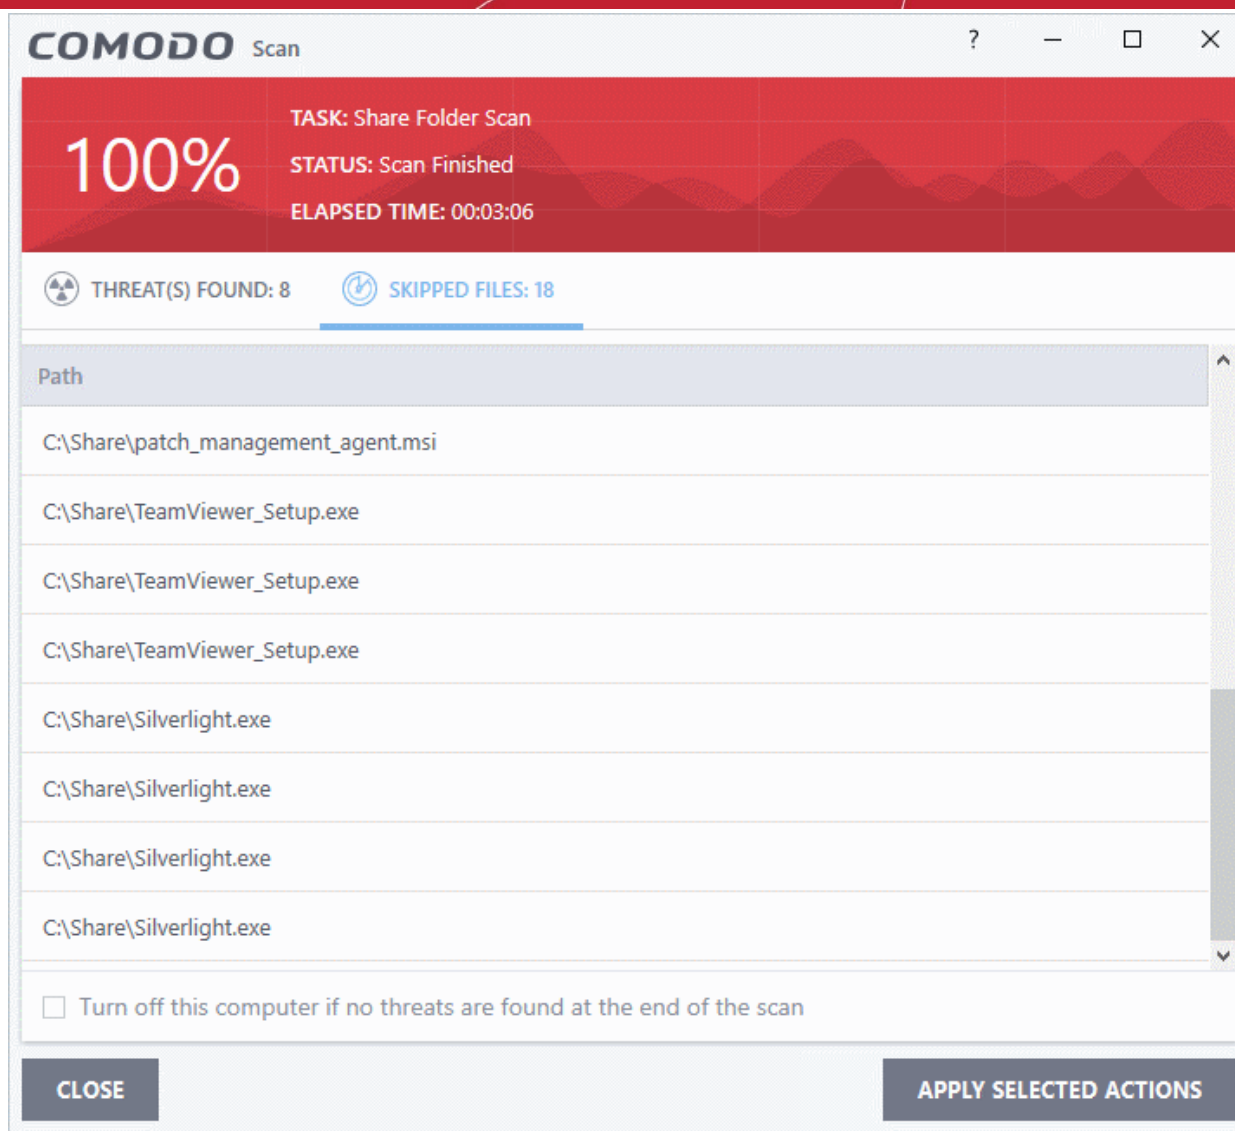 COMODO Scan
?
100%
TASK: Share Folder Scan
STATUS: Scan Finished
ELAPSED TIME: 00:03:06
THREAT(S) FOUND: 8 SKIPPED FILES: 18
Path
C:\Share\patch_management_agent.msi
C:\Share\TeamViewer_Setup.exe
C:\Share\TeamViewer_Setup.exe
C:\Share\TeamViewer_Setup.exe
C:\Share\Silverlight.exe
C:\Share\Silverlight.exe
C:\Share\Silverlight.exe
C:\Share\Silverlight.exe
Turn off this computer if no threats are found at the end of the scan
CLOSE APPLY SELECTED ACTIONS